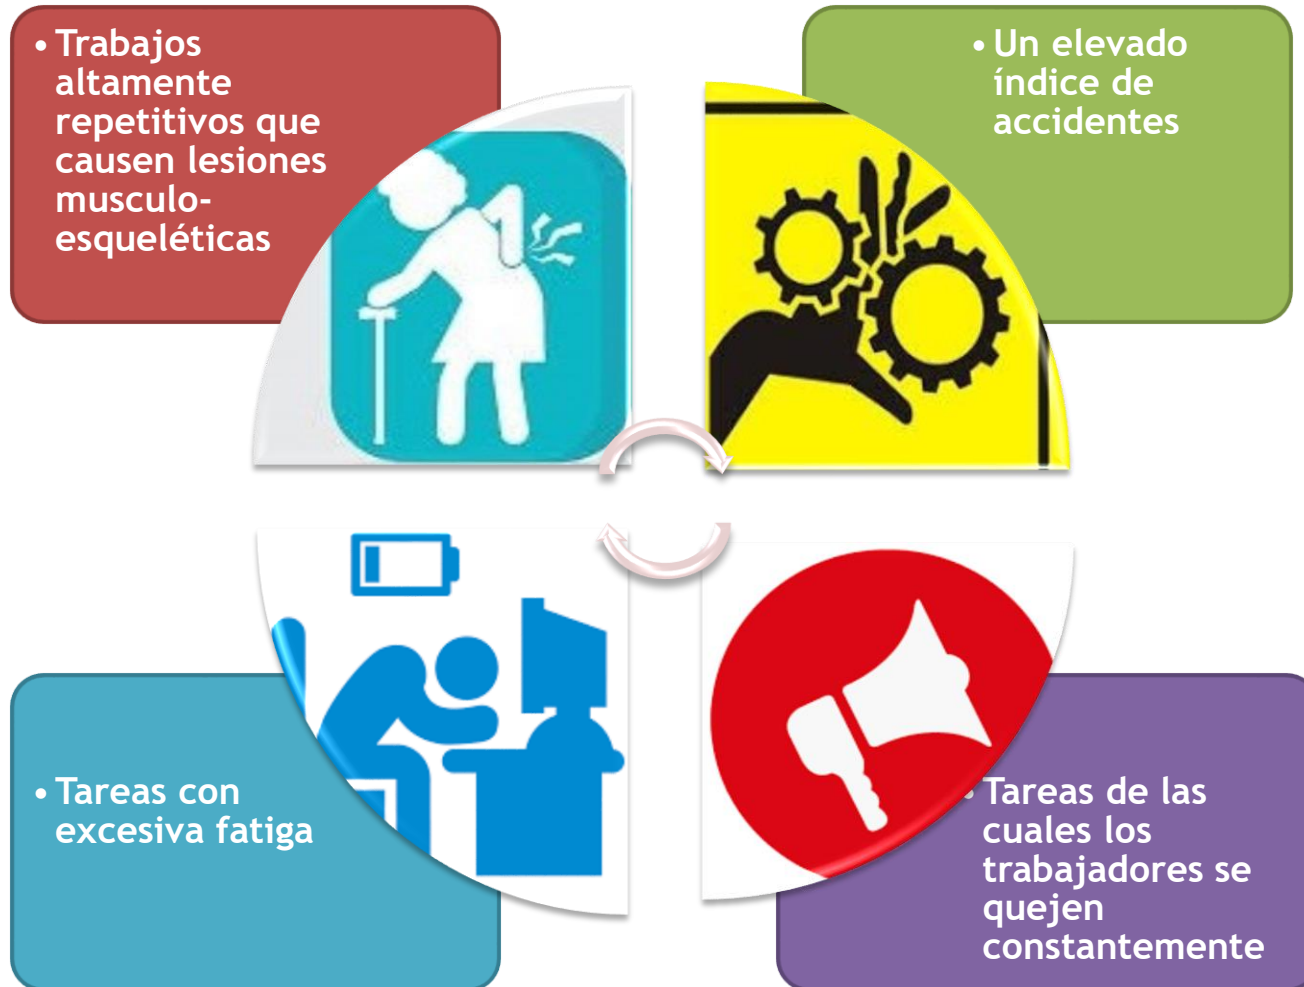 • Trabajos
altamente
repetitivos que
causen lesiones
musculo-
esqueléticas
• Un elevado
índice de
accidentes
• Tareas con
excesiva fatiga
• Tareas de las
cuales los
trabajadores se
quejen
constantemente